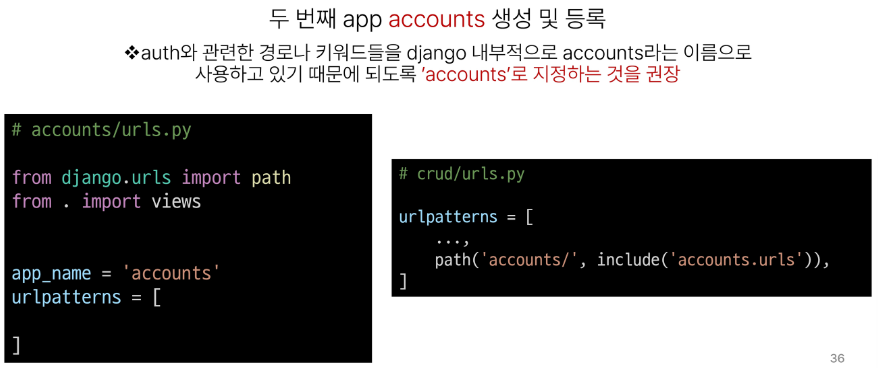 두 번째 app accounts 생성 및 등록
❖auth와 관련한 경로나 키워드들을 django 내부적으로 accounts라는 이름으로
사용하고 있기 때문에 되도록 'accounts'로 지정하는 것을 권장
# accounts/urls.py
from django.urls import path
from . import views
app_name = 'accounts'
urlpatterns = [
]
# crud/urls.py
urlpatterns = [
...,
path('accounts/', include('accounts.urls')),
]
36